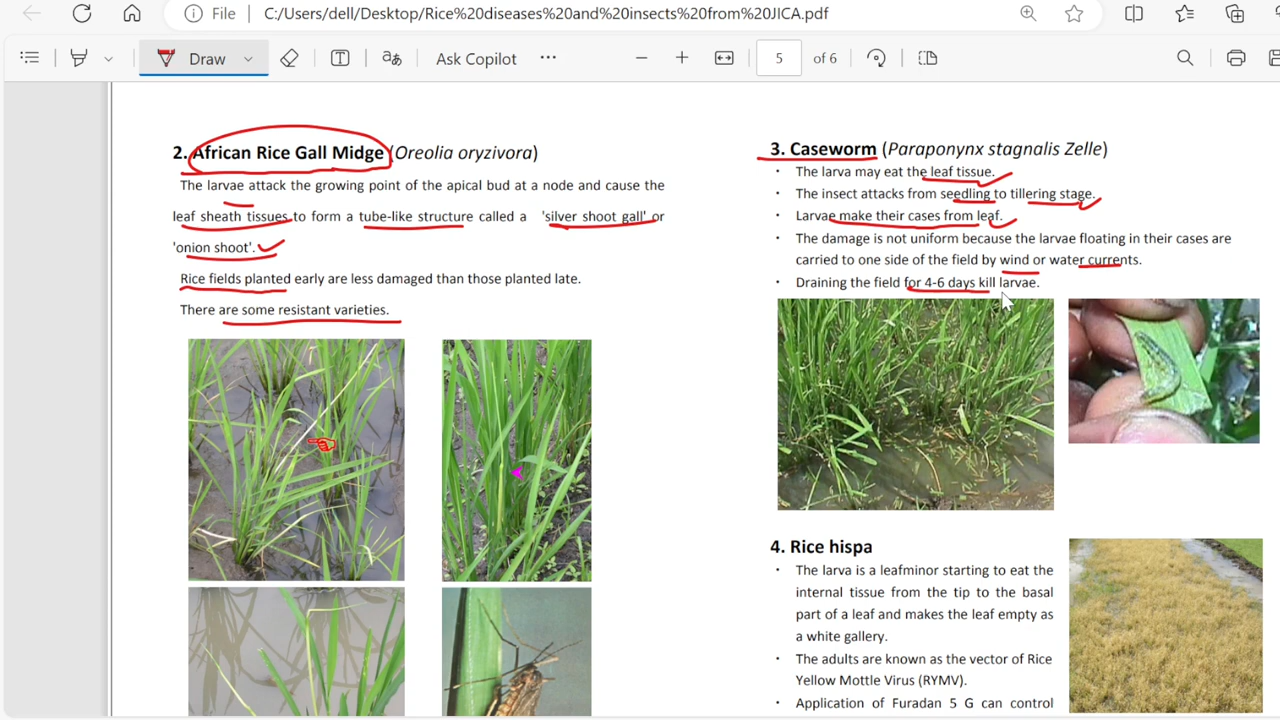 File
C:/Users/dell/Desktop/Rice%20diseases%20and%20insects%20from%20JICA.pdf
Draw
Ask Copilot
5
of 6
2. African Rice Gall Midge (Oreolia oryzivora)
The larvae attack the growing point of the apical bud at a node and cause the
leaf sheath tissues to form a tube-like structure called a 'silver shoot gall' or
'onion shoot'.
Rice fields planted early are less damaged than those planted late.
There are some resistant varieties.
3. Caseworm (Paraponynx stagnalis Zelle)
· The larva may eat the leaf tissue.
· The insect attacks from seedling to tillering stage.
· Larvae make their cases from leaf.
· The damage is not uniform because the larvae floating in their cases are
carried to one side of the field by wind or water currents.
· Draining the field for 4-6 days kill larvae.
4. Rice hispa
· The larva is a leafminor starting to eat the
internal tissue from the tip to the basal
part of a leaf and makes the leaf empty as
a white gallery.
· The adults are known as the vector of Rice
Yellow Mottle Virus (RYMV).
· Application of Furadan 5 G can control